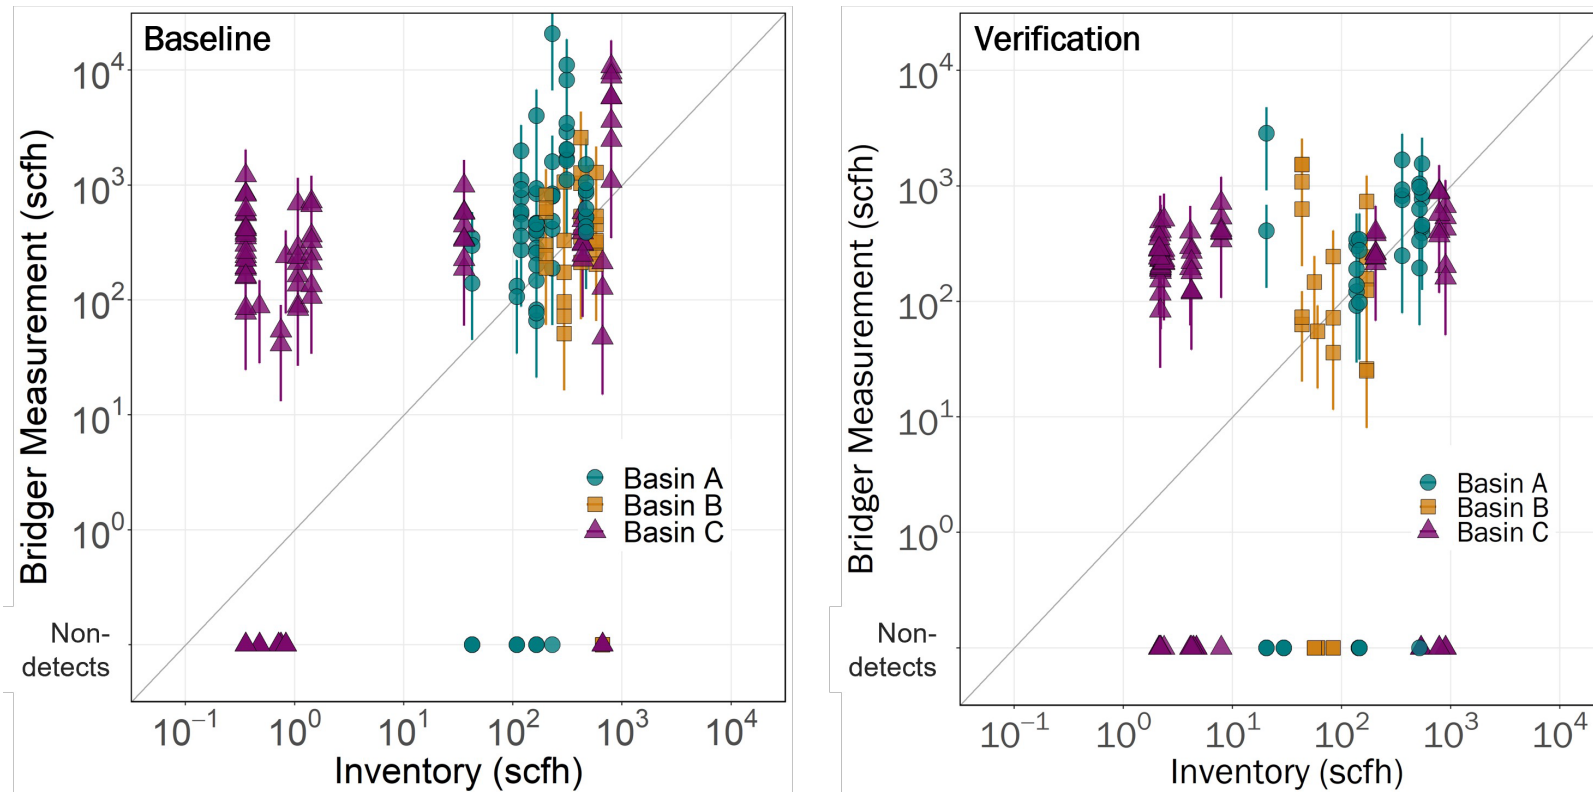 Baseline
Bridger Measurement (scfh)
10⁴
10³
10²
10¹
10⁰
Non-
detects
Basin A
Basin B
Basin C
10⁻¹ 10⁰ 10¹ 10² 10³ 10⁴
Inventory (scfh)
Verification
Bridger Measurement (scfh)
10⁴
10³
10²
10¹
10⁰
Non-
detects
Basin A
Basin B
Basin C
10⁻¹ 10⁰ 10¹ 10² 10³ 10⁴
Inventory (scfh)